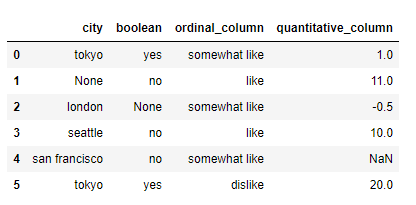 city boolean ordinal_column quantitative_column
0 tokyo yes somewhat like 1.0
1 None no like 11.0
2 london None somewhat like -0.5
3 seattle no like 10.0
4 san francisco no somewhat like NaN
5 tokyo yes dislike 20.0